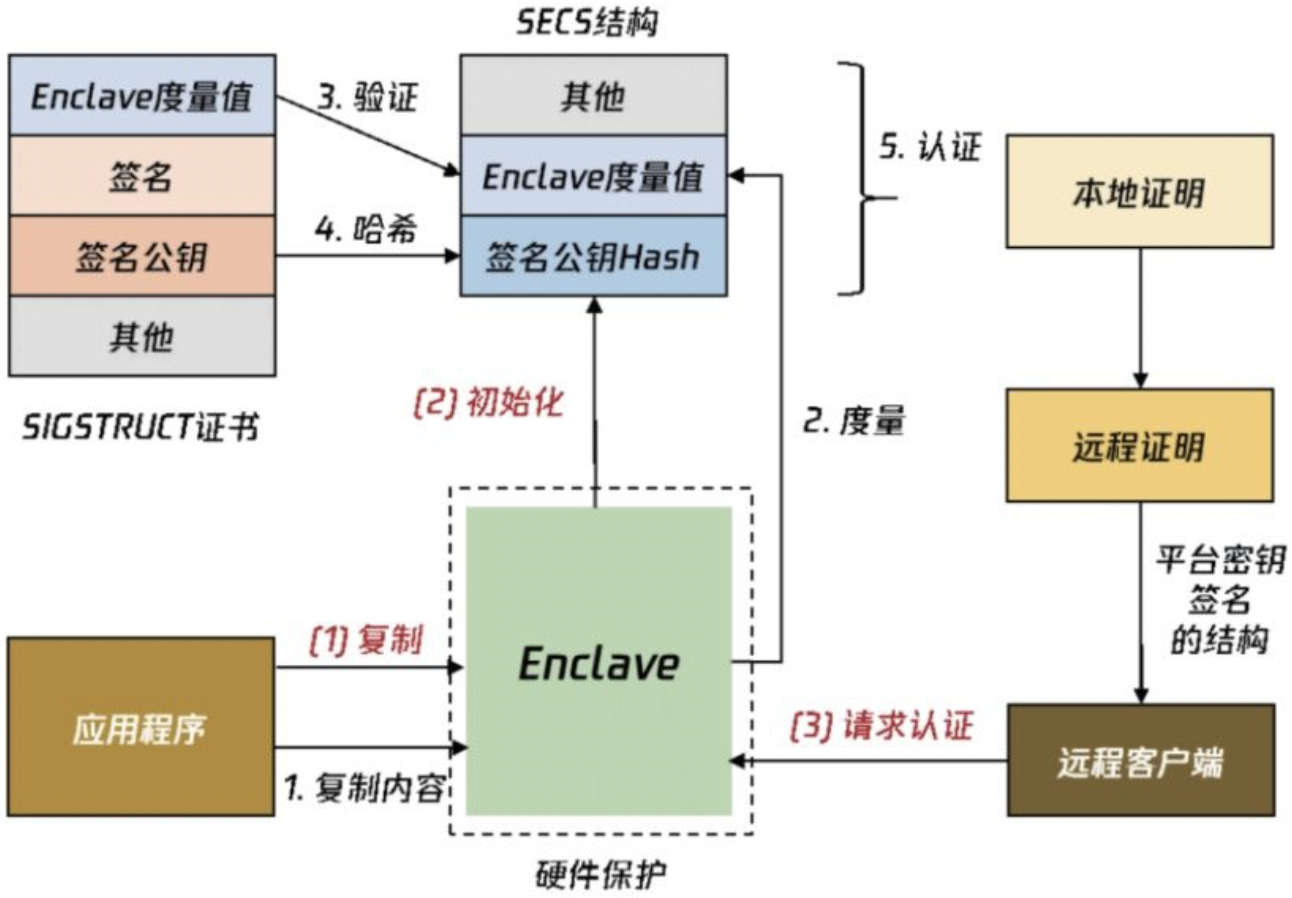 SECS结构
Enclave度量值
签名
签名公钥
其他
SIGSTRUCT证书
3. 验证
4. 哈希
其他
Enclave度量值
签名公钥Hash
5. 认证
本地证明
(2) 初始化
2. 度量
远程证明
平台密钥
签名
的结构
(1) 复制
Enclave
应用程序
1. 复制内容
(3) 请求认证
远程客户端
硬件保护